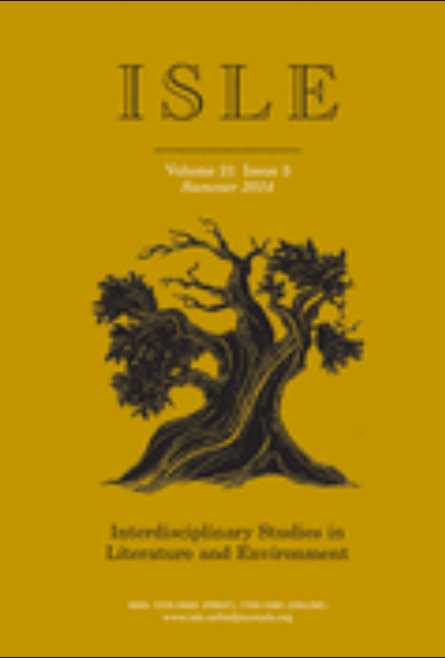 ISLE
Volume 21 Issue 3
Summer 2014
Interdisciplinary Studies in
Literature and Environment